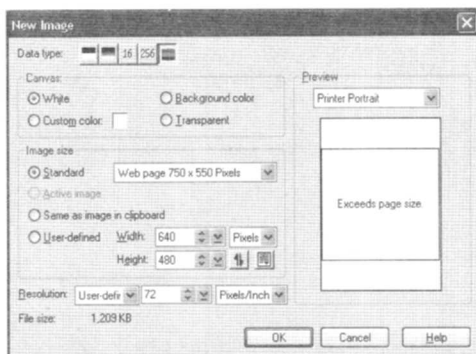 New Image
Data type: 16 256
Canvas:
White Background color
Custom color: Transparent
Image size
Standard Web page 750 x 550 Pixels
Active image
Same as image in clipboard
User-defined Width: 640 Pixels
Height: 480
Resolution: User-defir 72 Pixels/Inch
File size: 1,209 KB
Preview
Printer Portrait
Exceeds page size
OK Cancel Help